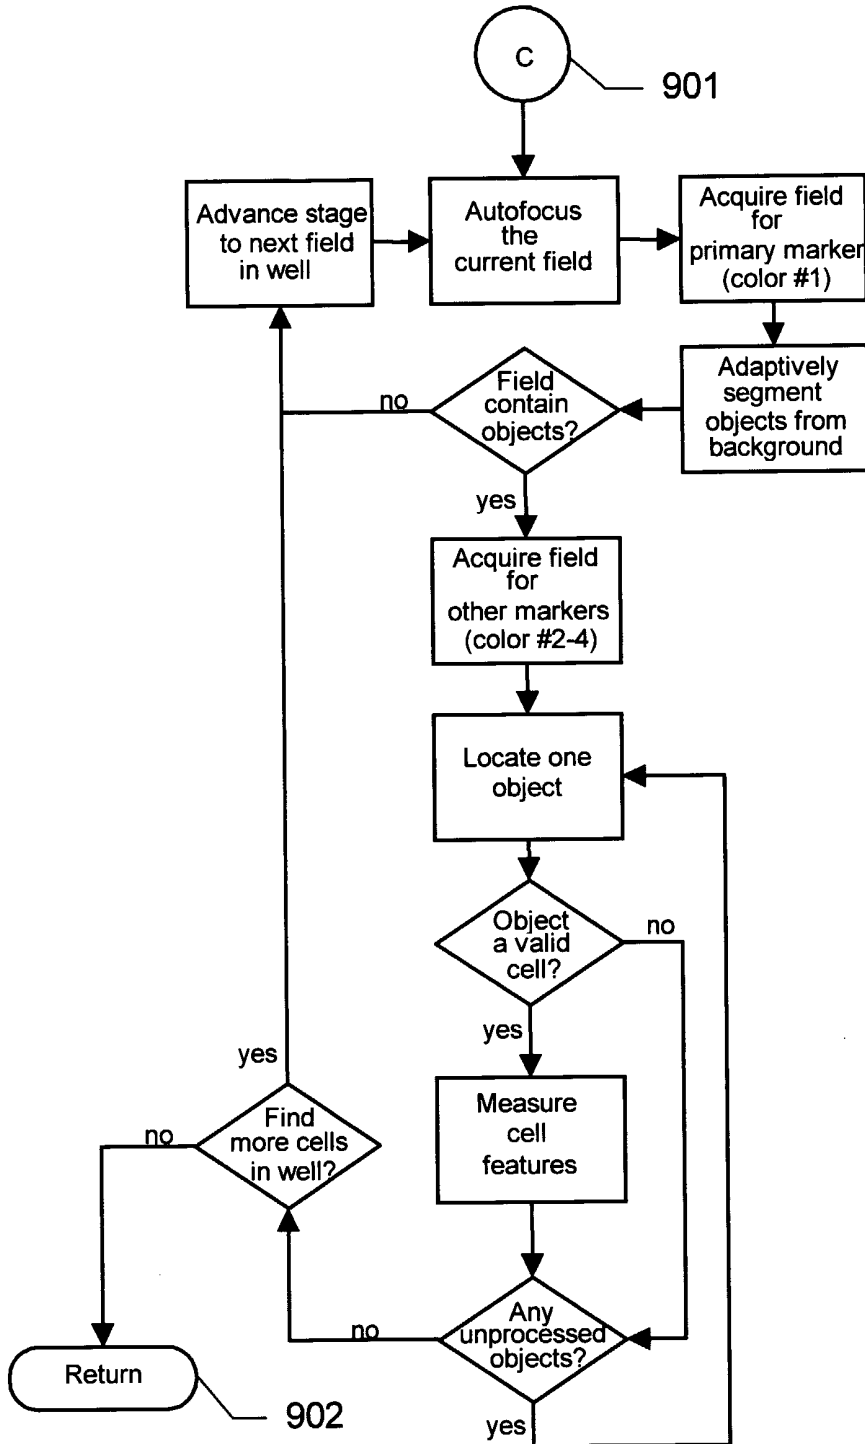 C
901
Advance stage
to next field
in well
Autofocus
the
current field
Acquire field
for
primary marker
(color #1)
Field
contain
objects?
no
yes
Adaptively
segment
objects from
background
Acquire field
for
other markers
(color #2-4)
Locate one
object
Object
a valid
cell?
no
yes
Measure
cell
features
yes
Find
more cells
in well?
no
Any
unprocessed
objects?
no
yes
Return
902